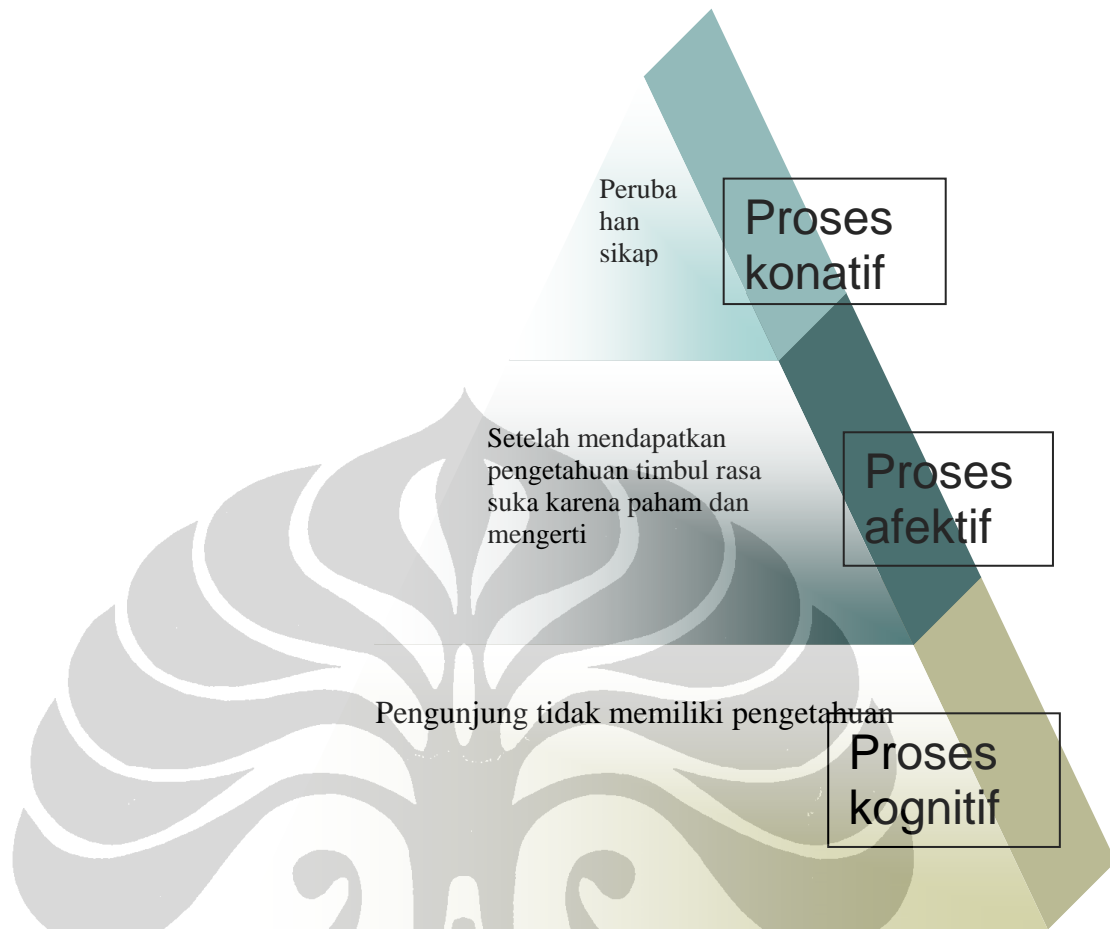 Peruba
han
sikap
Proses
konatif
Setelah mendapatkan
pengetahuan timbul rasa
suka karena paham dan
mengerti
Proses
afektif
Pengunjung tidak memiliki pengetahuan
Proses
kognitif